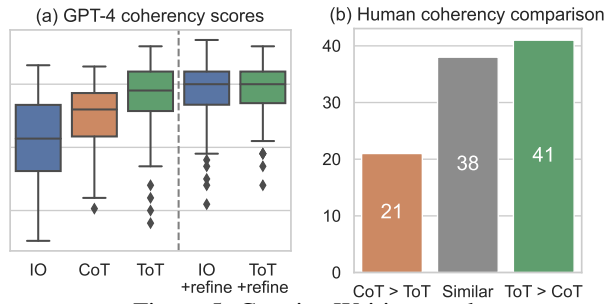 (a) GPT-4 coherency scores
IO CoT ToT IO ToT
+refine +refine
(b) Human coherency comparison
40
30
20
10
0
21
38
41
CoT > ToT Similar ToT > CoT